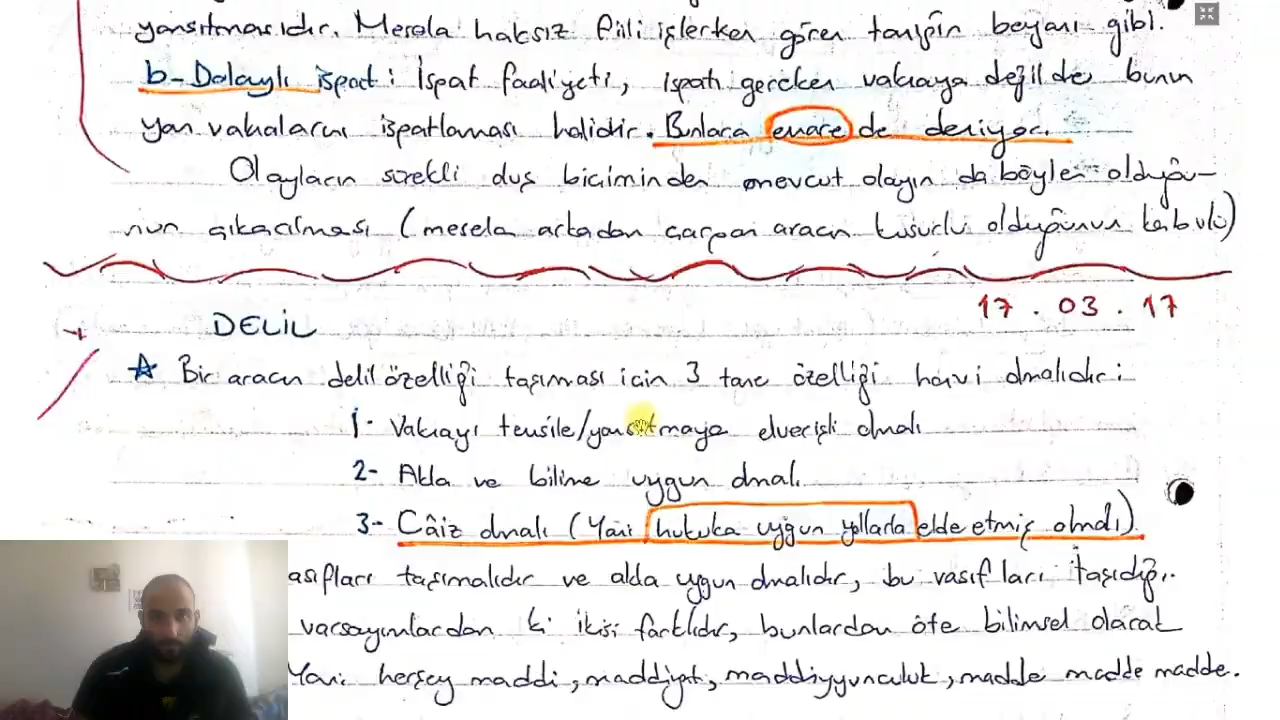 yansıtmasıdır. Mesela haksız fiili işlerken gören tanığın beyanı gibi.
b- Dolaylı ispat: İspat faaliyeti, ispatı gereken vakıaya değil de bunun
yan vakalarını ispatlaması halidir. Bunlara emare de deniyor.
Olayların sürekli oluş biçiminden mevcut olayın da böyle olduğu-
nun çıkarılması (mesela arkadan çarpan aracın kusurlu olduğunun kabulü)
17.03.17
DELİL
Bir aracın delil özelliği taşıması için 3 tane özelliği havi olmalıdır:
1- Vakıayı temsile/yansıtmaya elverişli olmalı
2- Akla ve bilime uygun olmalı
3- Câiz olmalı (Yani hukuka uygun yollarla elde etmiş olmalı)
asıfları taşımalıdır ve akla uygun olmalıdır, bu vasıfları taşıdığı.
varsayımlardan ki ikisi farklıdır, bunlardan öte bilimsel olarak
Yani herşey maddi, maddiyat, maddiyyunculuk, madde madde madde.